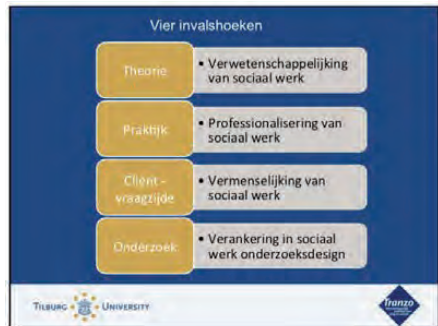 Vier invalshoeken
Theorie
• Verwetenschappelijking
van sociaal werk
Praktijk
• Professionalisering van
sociaal werk
Cliënt -
vraagzijde
• Vermenselijking van
sociaal werk
Onderzoek
• Verankering in sociaal
werk onderzoeksdesign
TILBURG UNIVERSITY
Tranzo